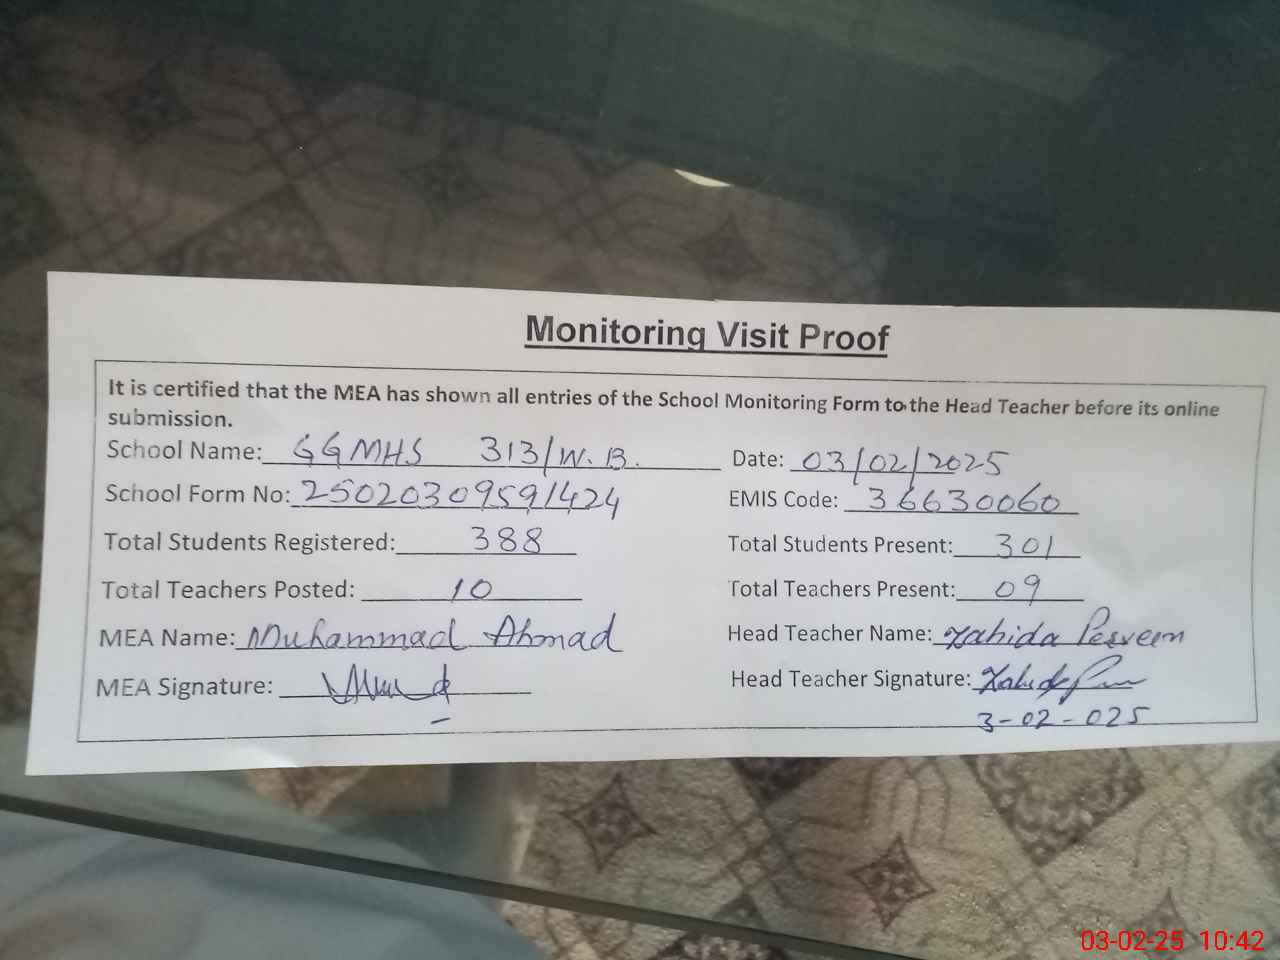 Monitoring Visit Proof
It is certified that the MEA has shown all entries of the School Monitoring Form to the Head Teacher before its online
submission.
School Name: GGMHS 313/W.B. Date: 03/02/2025
School Form No: 25020309591424 EMIS Code: 36630060
Total Students Registered: 388 Total Students Present: 301
Total Teachers Posted: 10 Total Teachers Present: 09
MEA Name: Muhammad Ahmad Head Teacher Name: Zahida Perveen
MEA Signature: Head Teacher Signature:
3-02-025
03-02-25 10:42